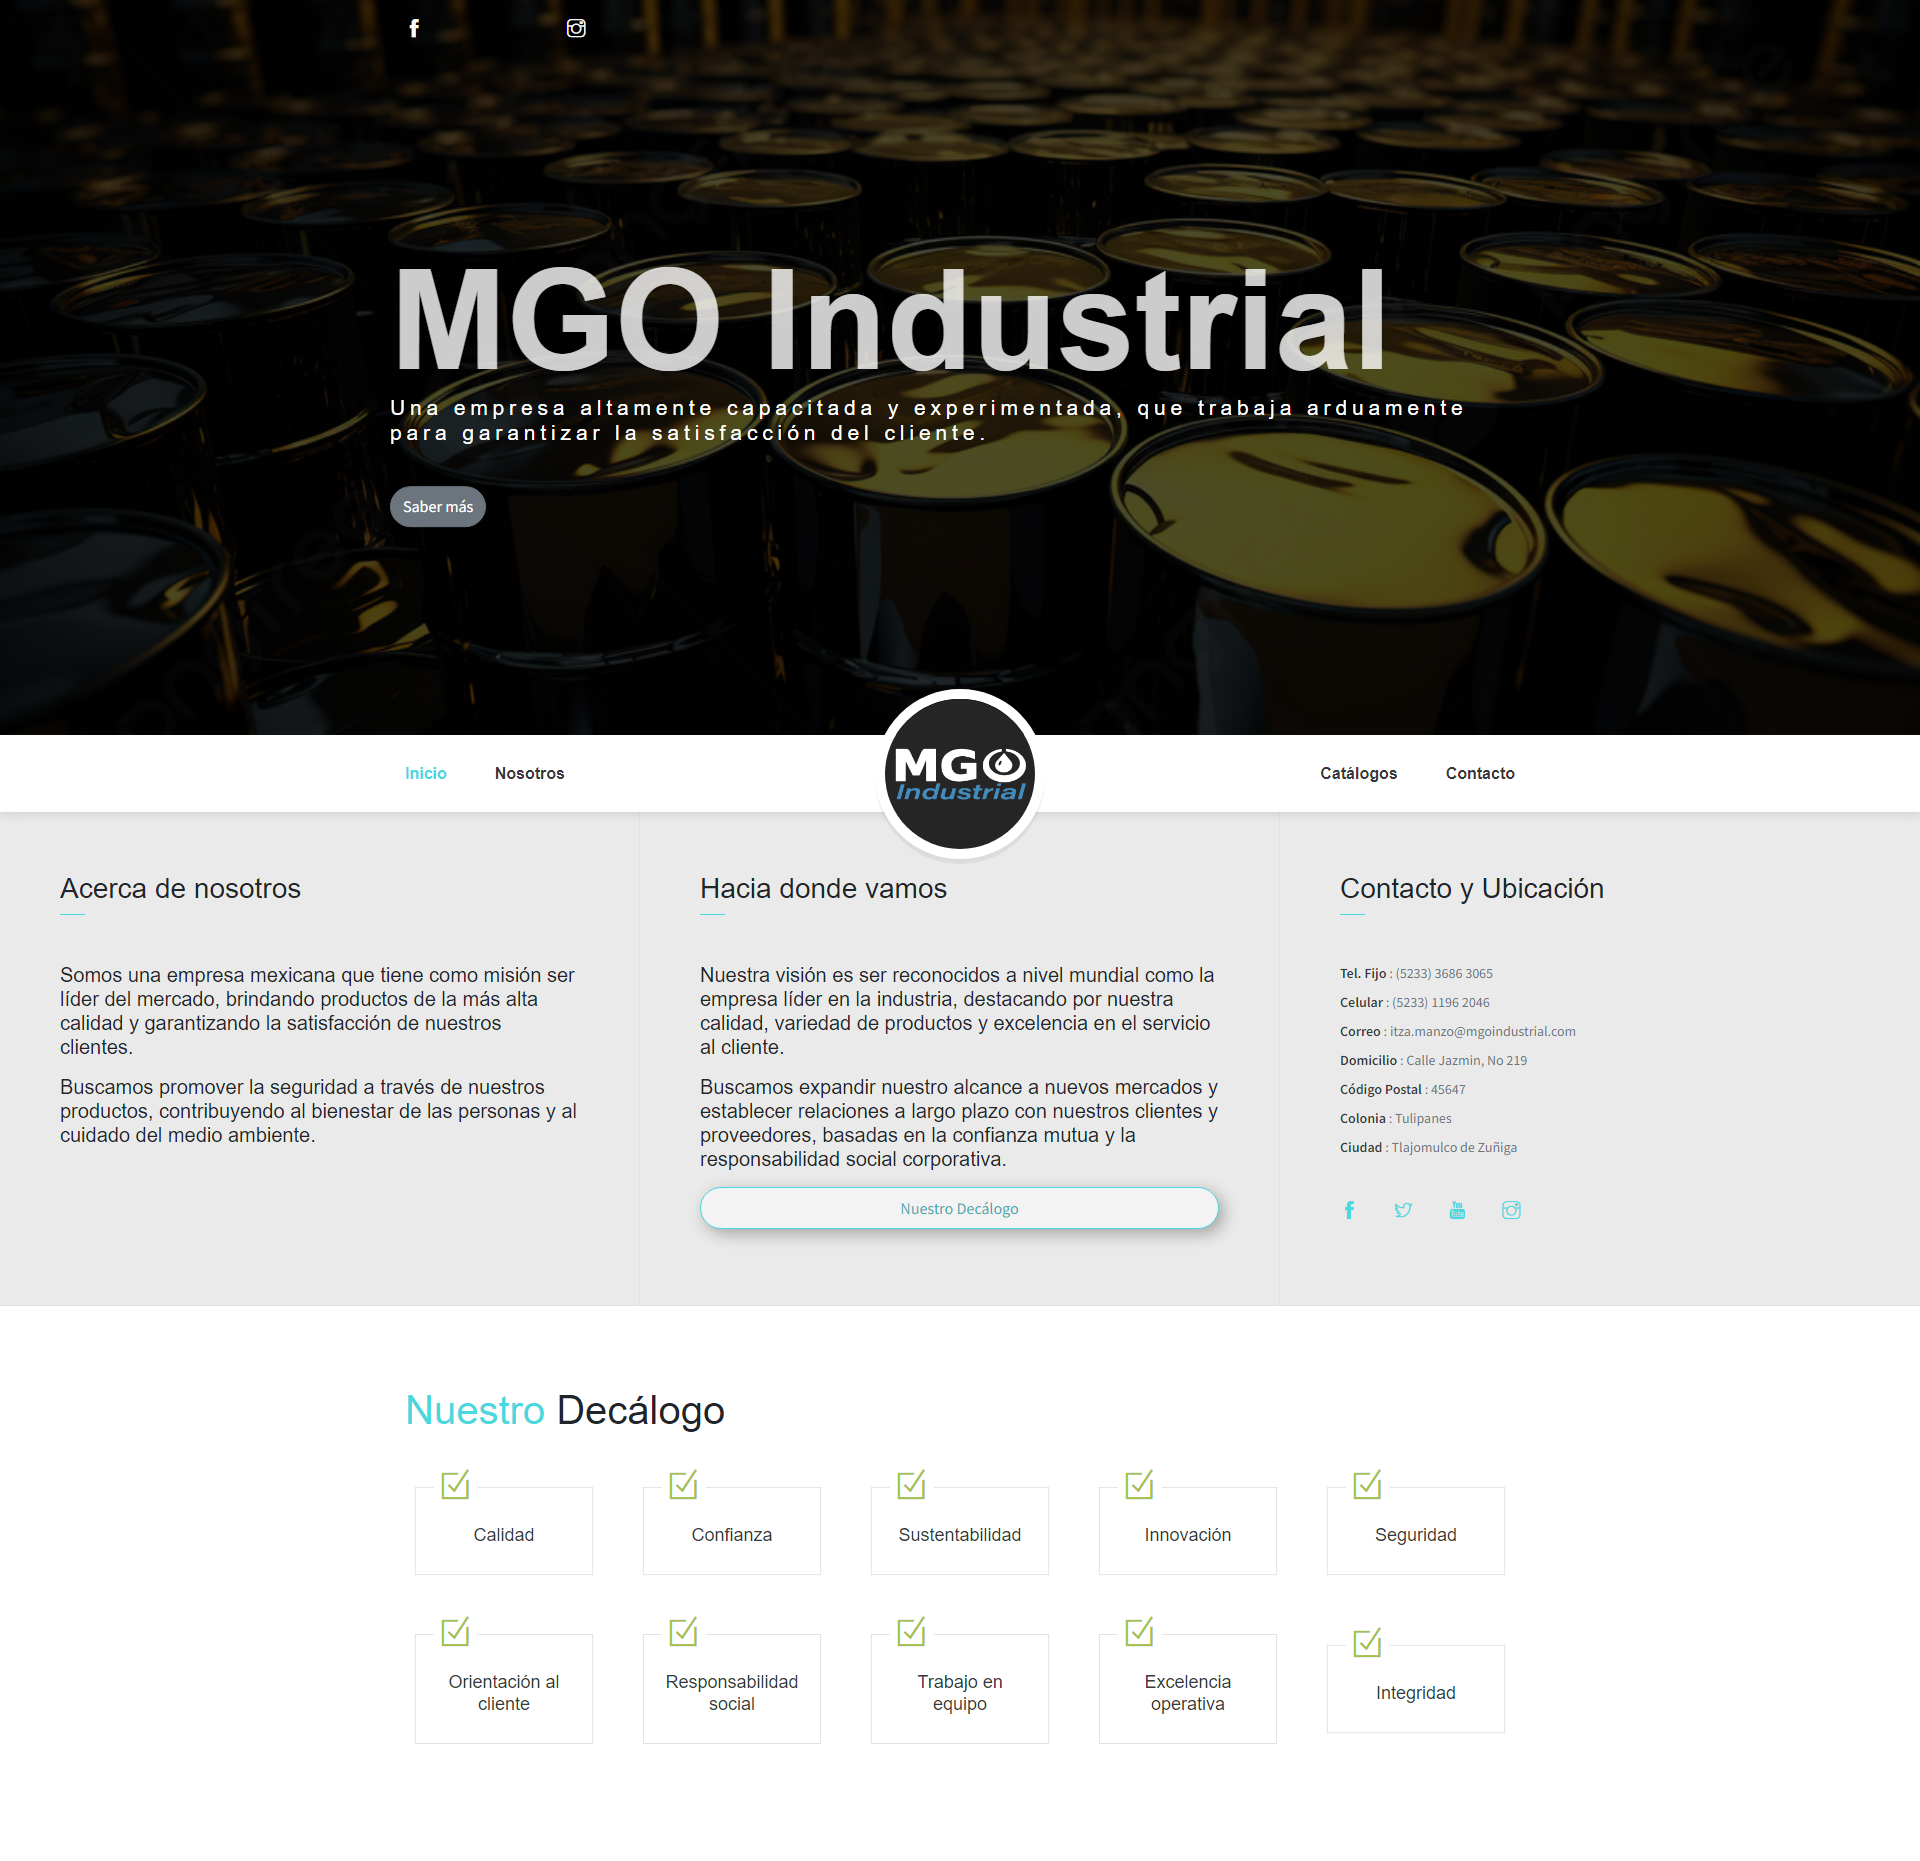 MGO Industrial
Una empresa altamente capacitada y experimentada, que trabaja arduamente
para garantizar la satisfacción del cliente.
Saber más
Inicio
Nosotros
MGO
Industrial
Catálogos
Contacto
Acerca de nosotros
Somos una empresa mexicana que tiene como misión ser
líder del mercado, brindando productos de la más alta
calidad y garantizando la satisfacción de nuestros
clientes.
Buscamos promover la seguridad a través de nuestros
productos, contribuyendo al bienestar de las personas y al
cuidado del medio ambiente.
Hacia donde vamos
Nuestra visión es ser reconocidos a nivel mundial como la
empresa líder en la industria, destacando por nuestra
calidad, variedad de productos y excelencia en el servicio
al cliente.
Buscamos expandir nuestro alcance a nuevos mercados y
establecer relaciones a largo plazo con nuestros clientes y
proveedores, basadas en la confianza mutua y la
responsabilidad social corporativa.
Nuestro Decálogo
Contacto y Ubicación
Tel. Fijo : (5233) 3686 3065
Celular : (5233) 1196 2046
Correo : itza.manzo@mgoindustrial.com
Domicilio : Calle Jazmin, No 219
Código Postal : 45647
Colonia : Tulipanes
Ciudad : Tlajomulco de Zuñiga
You
Tube
Nuestro Decálogo
Calidad
Confianza
Sustentabilidad
Innovación
Seguridad
Orientación al
cliente
Responsabilidad
social
Trabajo en
equipo
Excelencia
operativa
Integridad